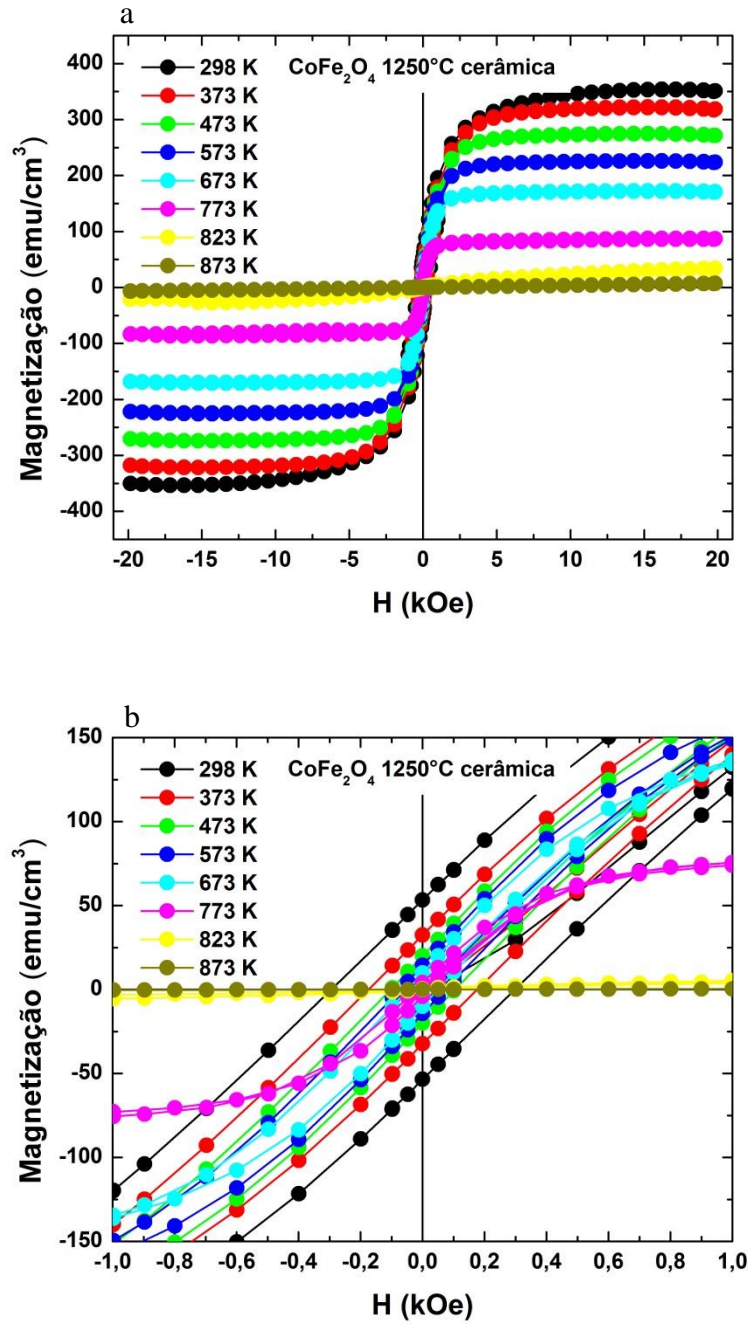 a
CoFe₂O₄ 1250°C cerâmica
298 K
373 K
473 K
573 K
673 K
773 K
823 K
873 K
400
300
200
100
0
-100
-200
-300
-400
Magnetização (emu/cm³)
-20 -15 -10 -5 0 5 10 15 20
H (kOe)
b
CoFe₂O₄ 1250°C cerâmica
298 K
373 K
473 K
573 K
673 K
773 K
823 K
873 K
150
100
50
0
-50
-100
-150
Magnetização (emu/cm³)
-1,0 -0,8 -0,6 -0,4 -0,2 0,0 0,2 0,4 0,6 0,8 1,0
H (kOe)